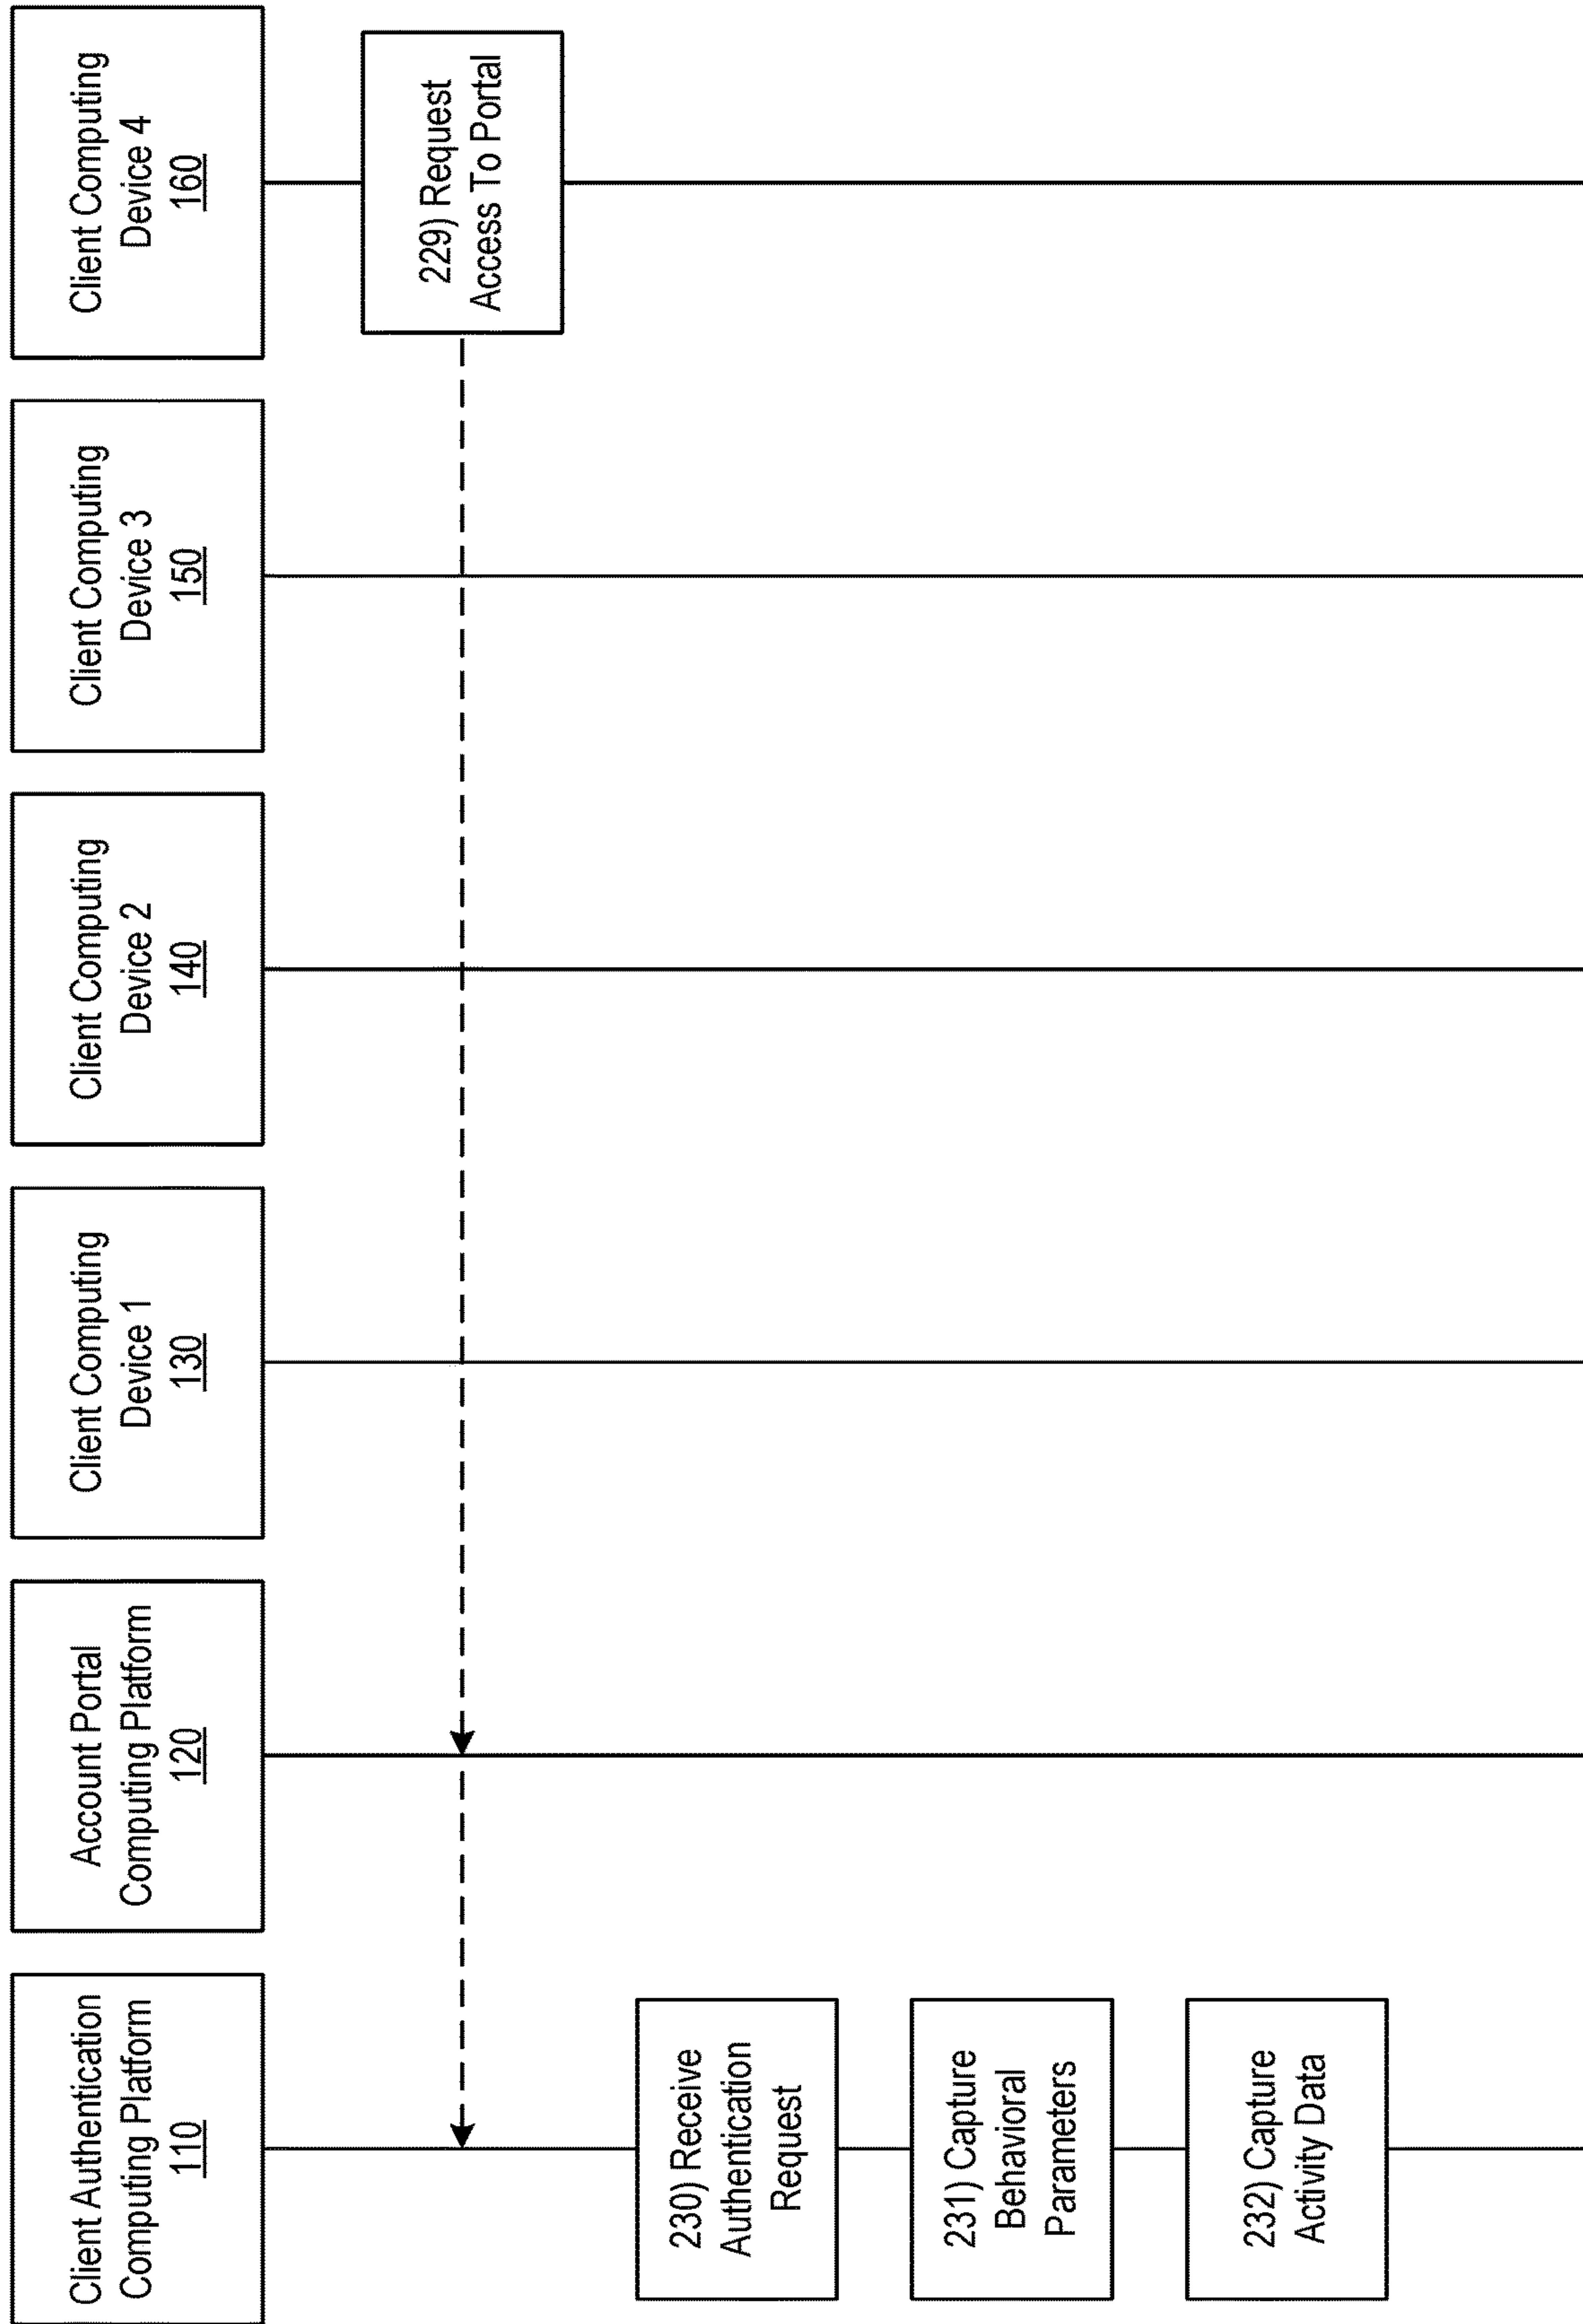 Client Authentication
Computing Platform
110
Account Portal
Computing Platform
120
Client Computing
Device 1
130
Client Computing
Device 2
140
Client Computing
Device 3
150
Client Computing
Device 4
160
229) Request
Access To Portal
230) Receive
Authentication
Request
231) Capture
Behavioral
Parameters
232) Capture
Activity Data